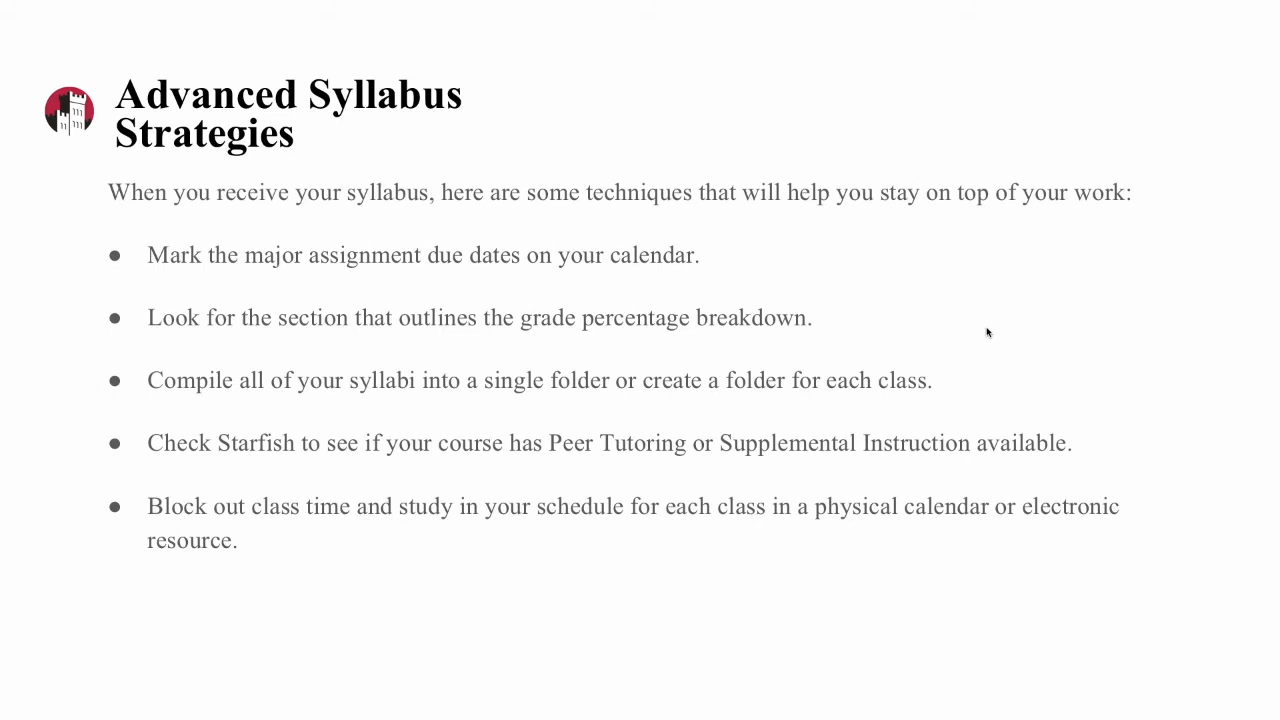 Advanced Syllabus
Strategies
When you receive your syllabus, here are some techniques that will help you stay on top of your work:
● Mark the major assignment due dates on your calendar.
● Look for the section that outlines the grade percentage breakdown.
● Compile all of your syllabi into a single folder or create a folder for each class.
● Check Starfish to see if your course has Peer Tutoring or Supplemental Instruction available.
● Block out class time and study in your schedule for each class in a physical calendar or electronic
resource.